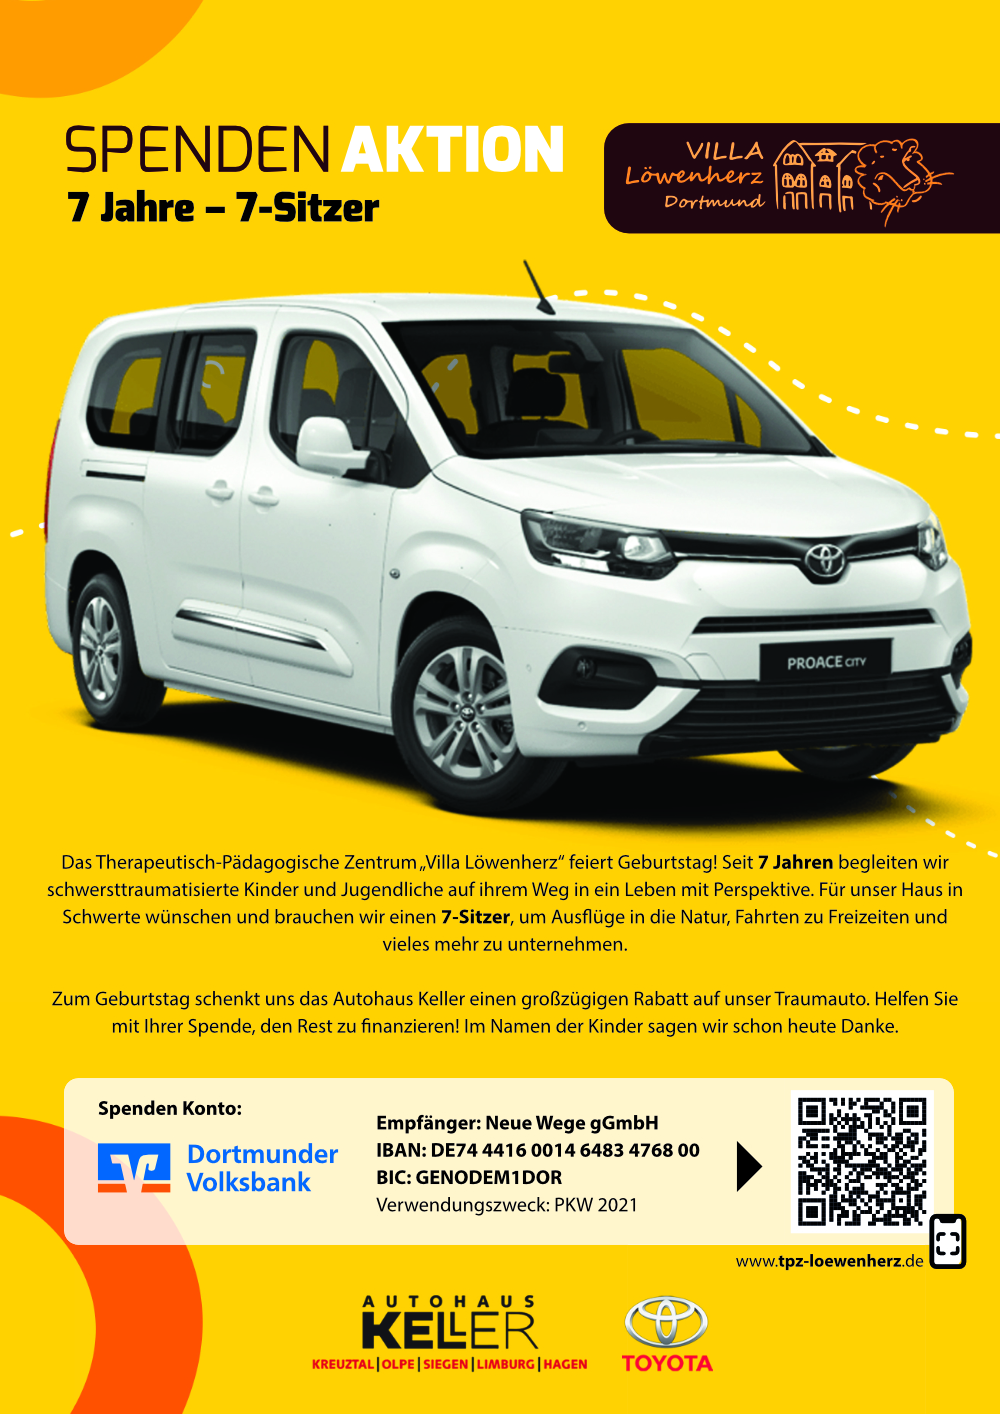 SPENDEN AKTION
7 Jahre – 7-Sitzer
VILLA
Löwenherz
Dortmund
PROACE CITY
Das Therapeutisch-Pädagogische Zentrum „Villa Löwenherz“ feiert Geburtstag! Seit 7 Jahren begleiten wir
schwersttraumatisierte Kinder und Jugendliche auf ihrem Weg in ein Leben mit Perspektive. Für unser Haus in
Schwerte wünschen und brauchen wir einen 7-Sitzer, um Ausflüge in die Natur, Fahrten zu Freizeiten und
vieles mehr zu unternehmen.
Zum Geburtstag schenkt uns das Autohaus Keller einen großzügigen Rabatt auf unser Traumauto. Helfen Sie
mit Ihrer Spende, den Rest zu finanzieren! Im Namen der Kinder sagen wir schon heute Danke.
Spenden Konto:
Dortmunder
Volksbank
Empfänger: Neue Wege gGmbH
IBAN: DE74 4416 0014 6483 4768 00
BIC: GENODEM1DOR
Verwendungszweck: PKW 2021
www.tpz-loewenherz.de
AUTOHAUS
KELLER
KREUZTAL | OLPE | SIEGEN | LIMBURG | HAGEN
TOYOTA